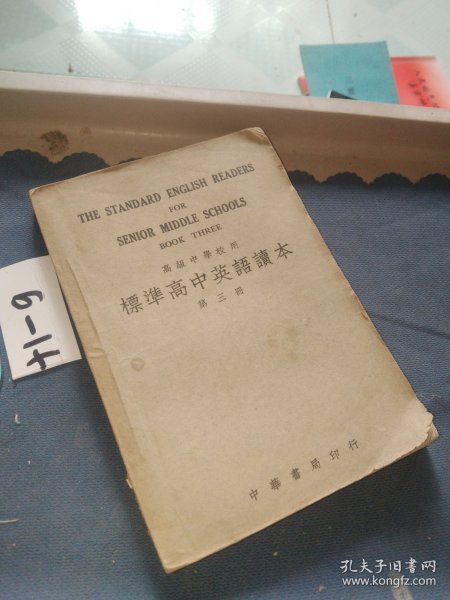 THE STANDARD ENGLISH READERS
FOR
SENIOR MIDDLE SCHOOLS
BOOK THREE
高級中學校用
標準高中英語讀本
第三冊
中華書局印行
6-14
孔夫子旧书网
www.kongfz.com